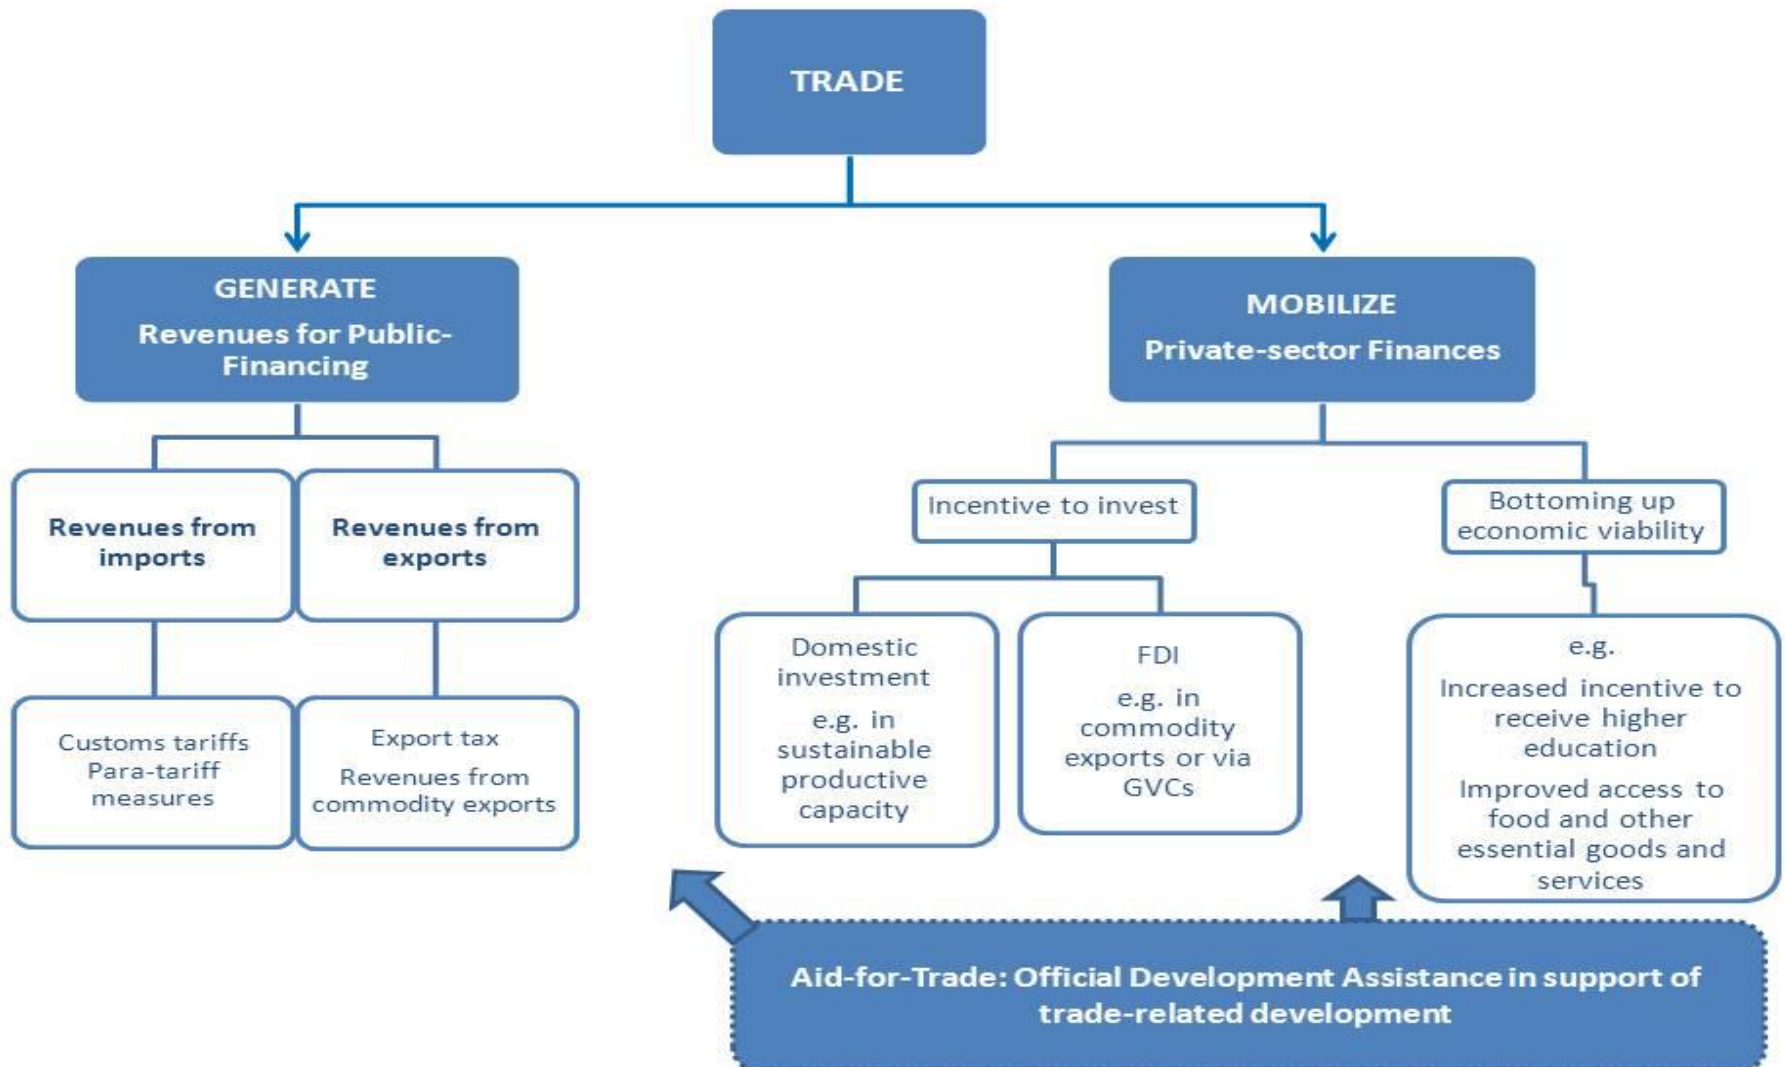 TRADE
GENERATE
Revenues for Public-
Financing
MOBILIZE
Private-sector Finances
Revenues from
imports
Revenues from
exports
Customs tariffs
Para-tariff
measures
Export tax
Revenues from
commodity exports
Incentive to invest
Bottoming up
economic viability
Domestic
investment
e.g. in
sustainable
productive
capacity
FDI
e.g. in
commodity
exports or via
GVCs
e.g.
Increased incentive to
receive higher
education
Improved access to
food and other
essential goods and
services
Aid-for-Trade: Official Development Assistance in support of
trade-related development